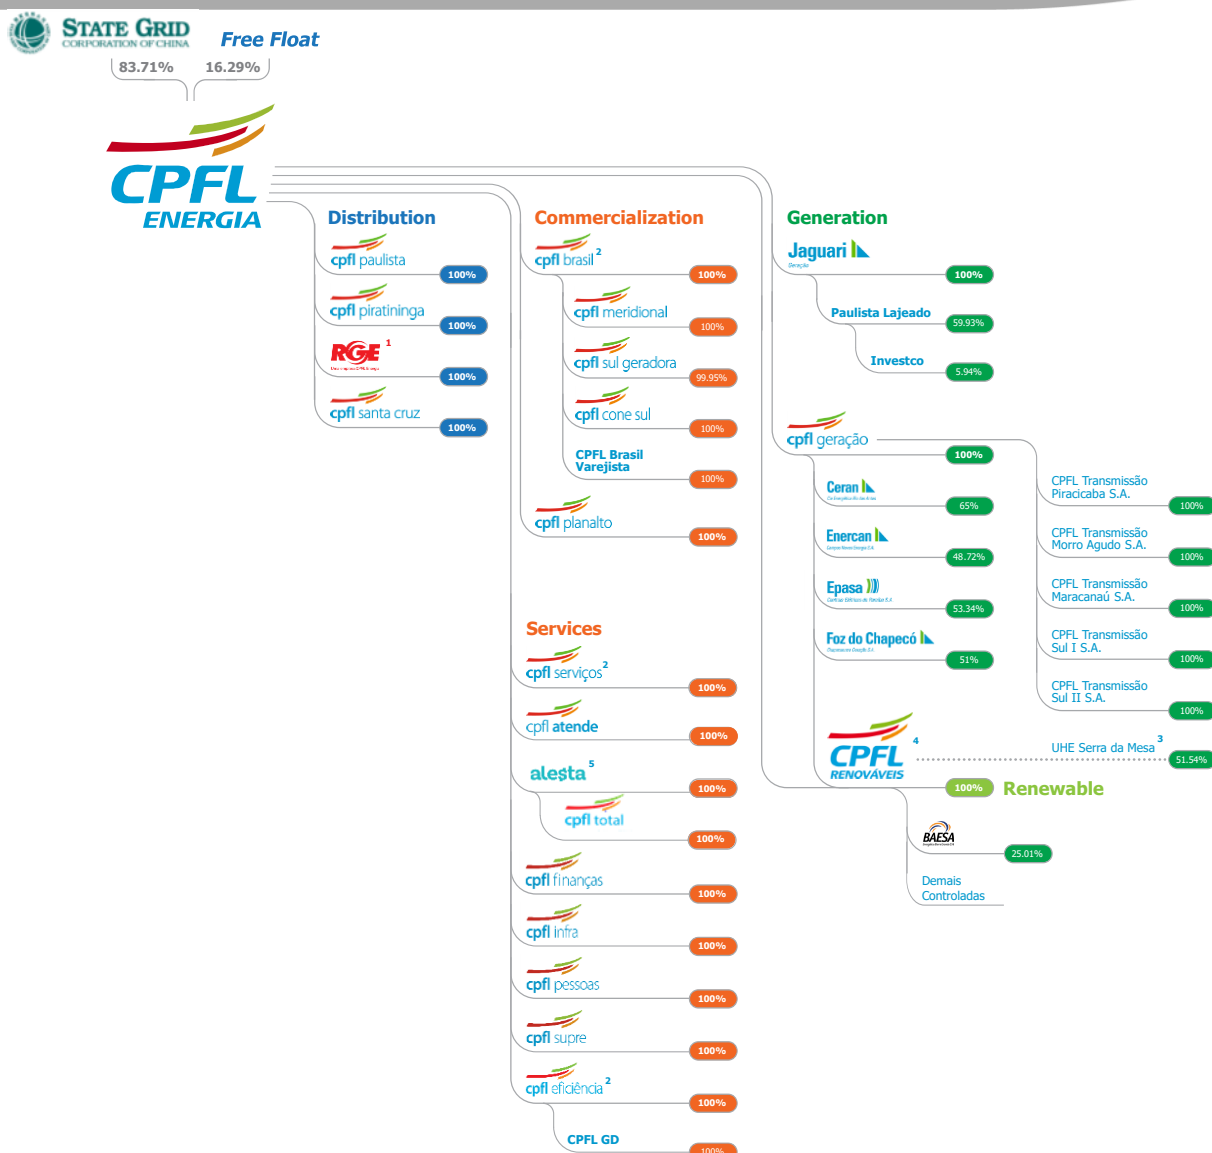 STATE GRID
CORPORATION OF CHINA
Free Float
83.71%
16.29%
CPFL
ENERGIA
Distribution
cpfl paulista
100%
cpfl piratininga
100%
RGE 1
100%
cpfl santa cruz
100%
Commercialization
cpfl brasil 2
100%
cpfl meridional
100%
cpfl sul geradora
99.95%
cpfl cone sul
100%
CPFL Brasil
Varejista
100%
cpfl planalto
100%
Services
cpfl serviços 2
100%
cpfl atende
100%
alesta 5
100%
cpfl total
100%
cpfl finanças
100%
cpfl infra
100%
cpfl pessoas
100%
cpfl supre
100%
cpfl eficiência 2
100%
CPFL GD
100%
Generation
Jaguari
Geração
100%
Paulista Lajeado
59.93%
Investco
5.94%
cpfl geração
100%
Ceran
65%
Enercan
48.72%
Epasa
53.34%
Foz do Chapecó
51%
CPFL Transmissão
Piracicaba S.A.
100%
CPFL Transmissão
Morro Agudo S.A.
100%
CPFL Transmissão
Maracanaú S.A.
100%
CPFL Transmissão
Sul I S.A.
100%
CPFL Transmissão
Sul II S.A.
100%
CPFL 4
RENOVÁVEIS
UHE Serra da Mesa 3
51.54%
100%
Renewable
BAESA
25.01%
Demais
Controladas